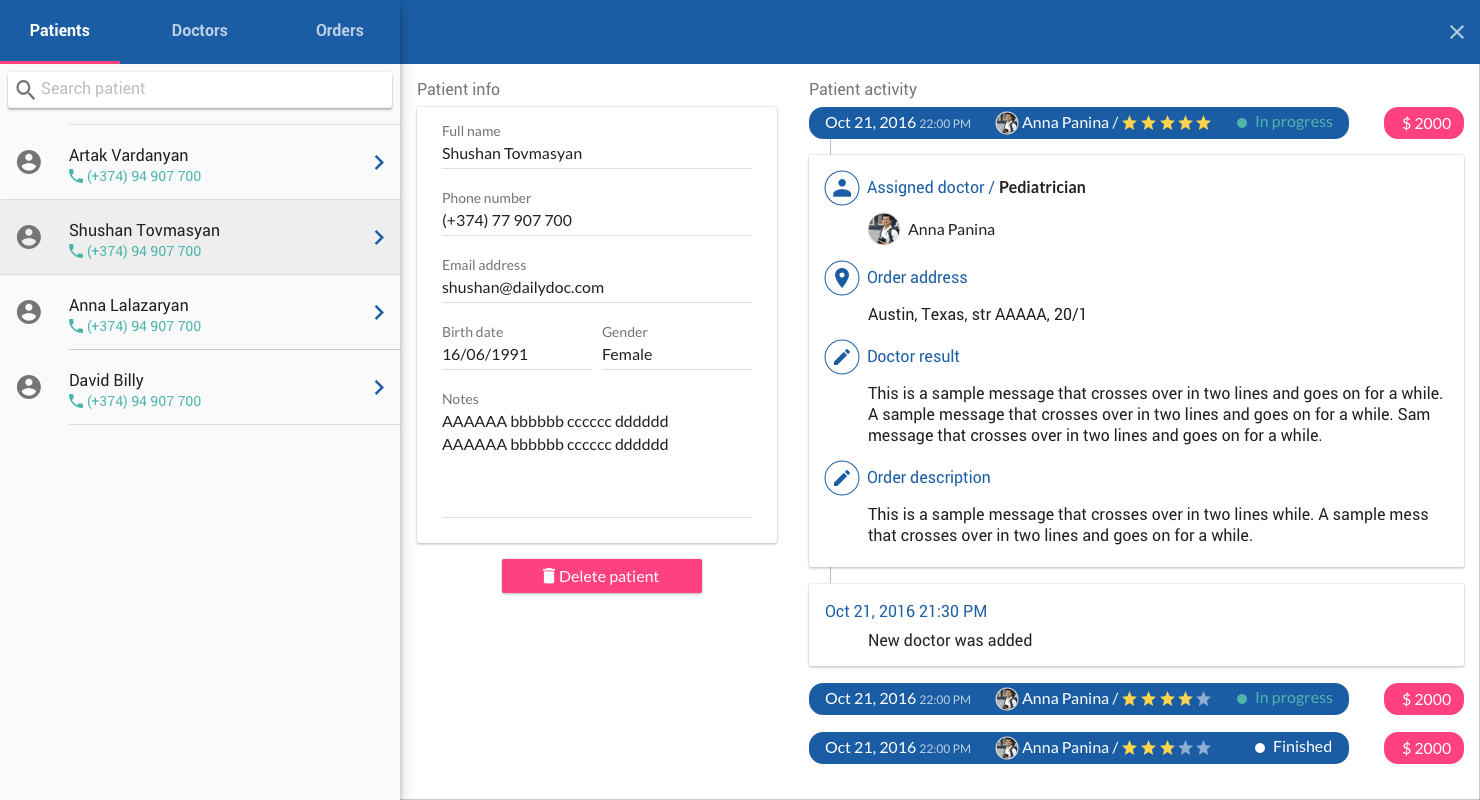 Patients Doctors Orders
Search patient
Artak Vardanyan
(+374) 94 907 700
Shushan Tovmasyan
(+374) 94 907 700
Anna Lalazaryan
(+374) 94 907 700
David Billy
(+374) 94 907 700
Patient info
Full name
Shushan Tovmasyan
Phone number
(+374) 77 907 700
Email address
shushan@dailydoc.com
Birth date Gender
16/06/1991 Female
Notes
AAAAAA bbbbbb cccccc dddddd
AAAAAA bbbbbb cccccc dddddd
Delete patient
Patient activity
Oct 21, 2016 22:00 PM Anna Panina / In progress $ 2000
Assigned doctor / Pediatrician
Anna Panina
Order address
Austin, Texas, str AAAAA, 20/1
Doctor result
This is a sample message that crosses over in two lines and goes on for a while.
A sample message that crosses over in two lines and goes on for a while. Sam
message that crosses over in two lines and goes on for a while.
Order description
This is a sample message that crosses over in two lines while. A sample mess
that crosses over in two lines and goes on for a while.
Oct 21, 2016 21:30 PM
New doctor was added
Oct 21, 2016 22:00 PM Anna Panina / In progress $ 2000
Oct 21, 2016 22:00 PM Anna Panina / Finished $ 2000